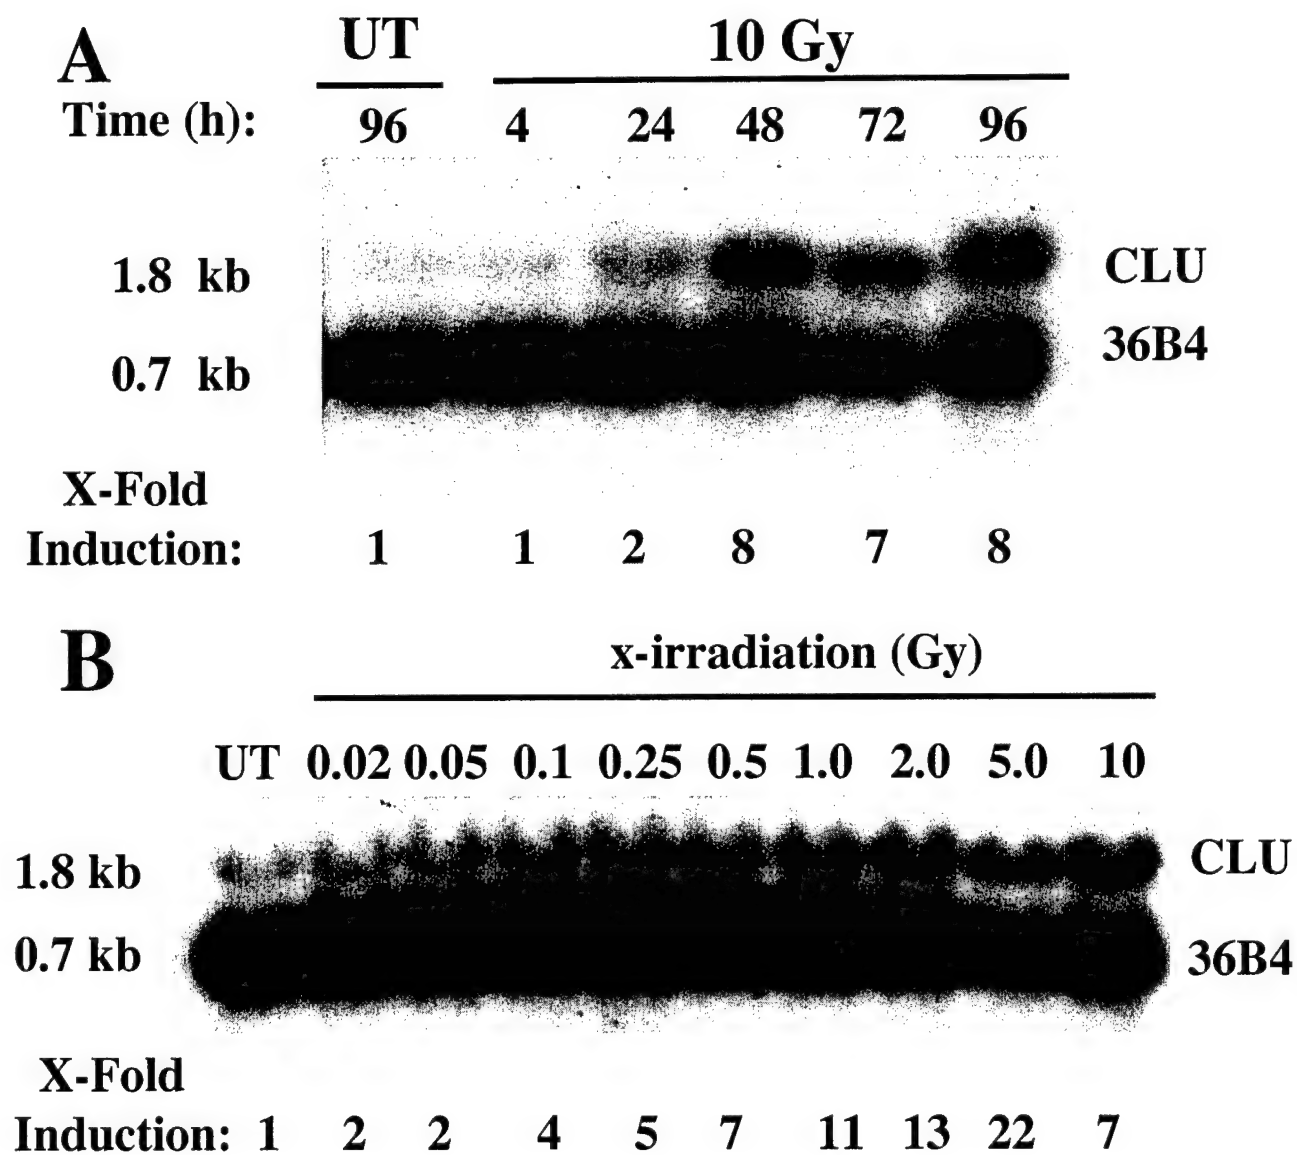 A
UT 10 Gy
Time (h): 96 4 24 48 72 96
1.8 kb CLU
0.7 kb 36B4
X-Fold
Induction: 1 1 2 8 7 8
B
x-irradiation (Gy)
UT 0.02 0.05 0.1 0.25 0.5 1.0 2.0 5.0 10
1.8 kb CLU
0.7 kb 36B4
X-Fold
Induction: 1 2 2 4 5 7 11 13 22 7